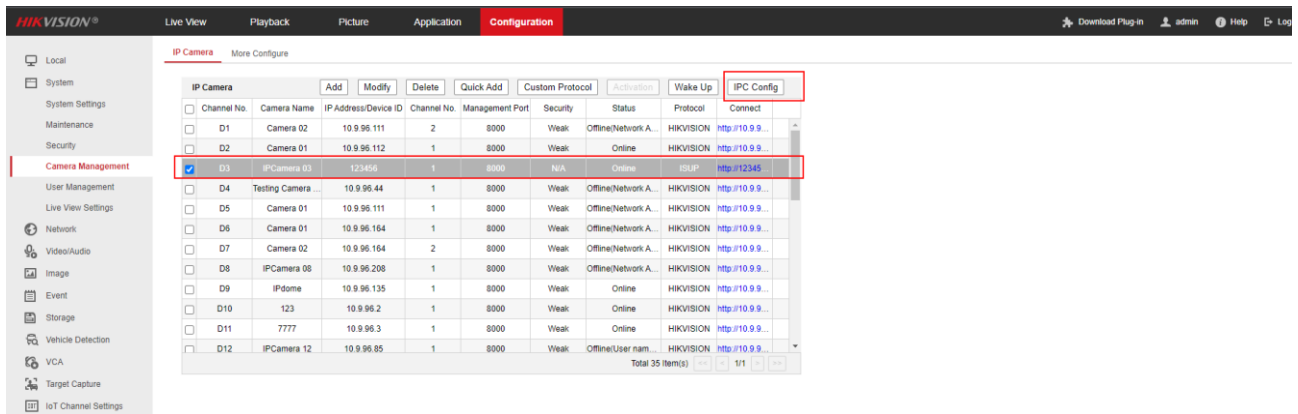 HIKVISION® Live View Playback Picture Application Configuration Download Plug-in admin Help Log
Local
System
System Settings
Maintenance
Security
Camera Management
User Management
Live View Settings
Network
Video/Audio
Image
Event
Storage
Vehicle Detection
VCA
Target Capture
IoT Channel Settings
IP Camera More Configure
IP Camera Add Modify Delete Quick Add Custom Protocol Activation Wake Up IPC Config
Channel No. Camera Name IP Address/Device ID Channel No. Management Port Security Status Protocol Connect
D1 Camera 02 10.9.96.111 2 8000 Weak Offline(Network A... HIKVISION http://10.9.9...
D2 Camera 01 10.9.96.112 1 8000 Weak Online HIKVISION http://10.9.9...
D3 IPCamera 03 123456 1 8000 N/A Online ISUP http://12345...
D4 Testing Camera ... 10.9.96.44 1 8000 Weak Offline(Network A... HIKVISION http://10.9.9...
D5 Camera 01 10.9.96.111 1 8000 Weak Offline(Network A... HIKVISION http://10.9.9...
D6 Camera 01 10.9.96.164 1 8000 Weak Offline(Network A... HIKVISION http://10.9.9...
D7 Camera 02 10.9.96.164 2 8000 Weak Offline(Network A... HIKVISION http://10.9.9...
D8 IPCamera 08 10.9.96.208 1 8000 Weak Offline(Network A... HIKVISION http://10.9.9...
D9 IPdome 10.9.96.135 1 8000 Weak Online HIKVISION http://10.9.9...
D10 123 10.9.96.2 1 8000 Weak Online HIKVISION http://10.9.9...
D11 7777 10.9.96.3 1 8000 Weak Online HIKVISION http://10.9.9...
D12 IPCamera 12 10.9.96.85 1 8000 Weak Offline(User nam... HIKVISION http://10.9.9...
Total 35 Item(s) << < 1/1 > >>